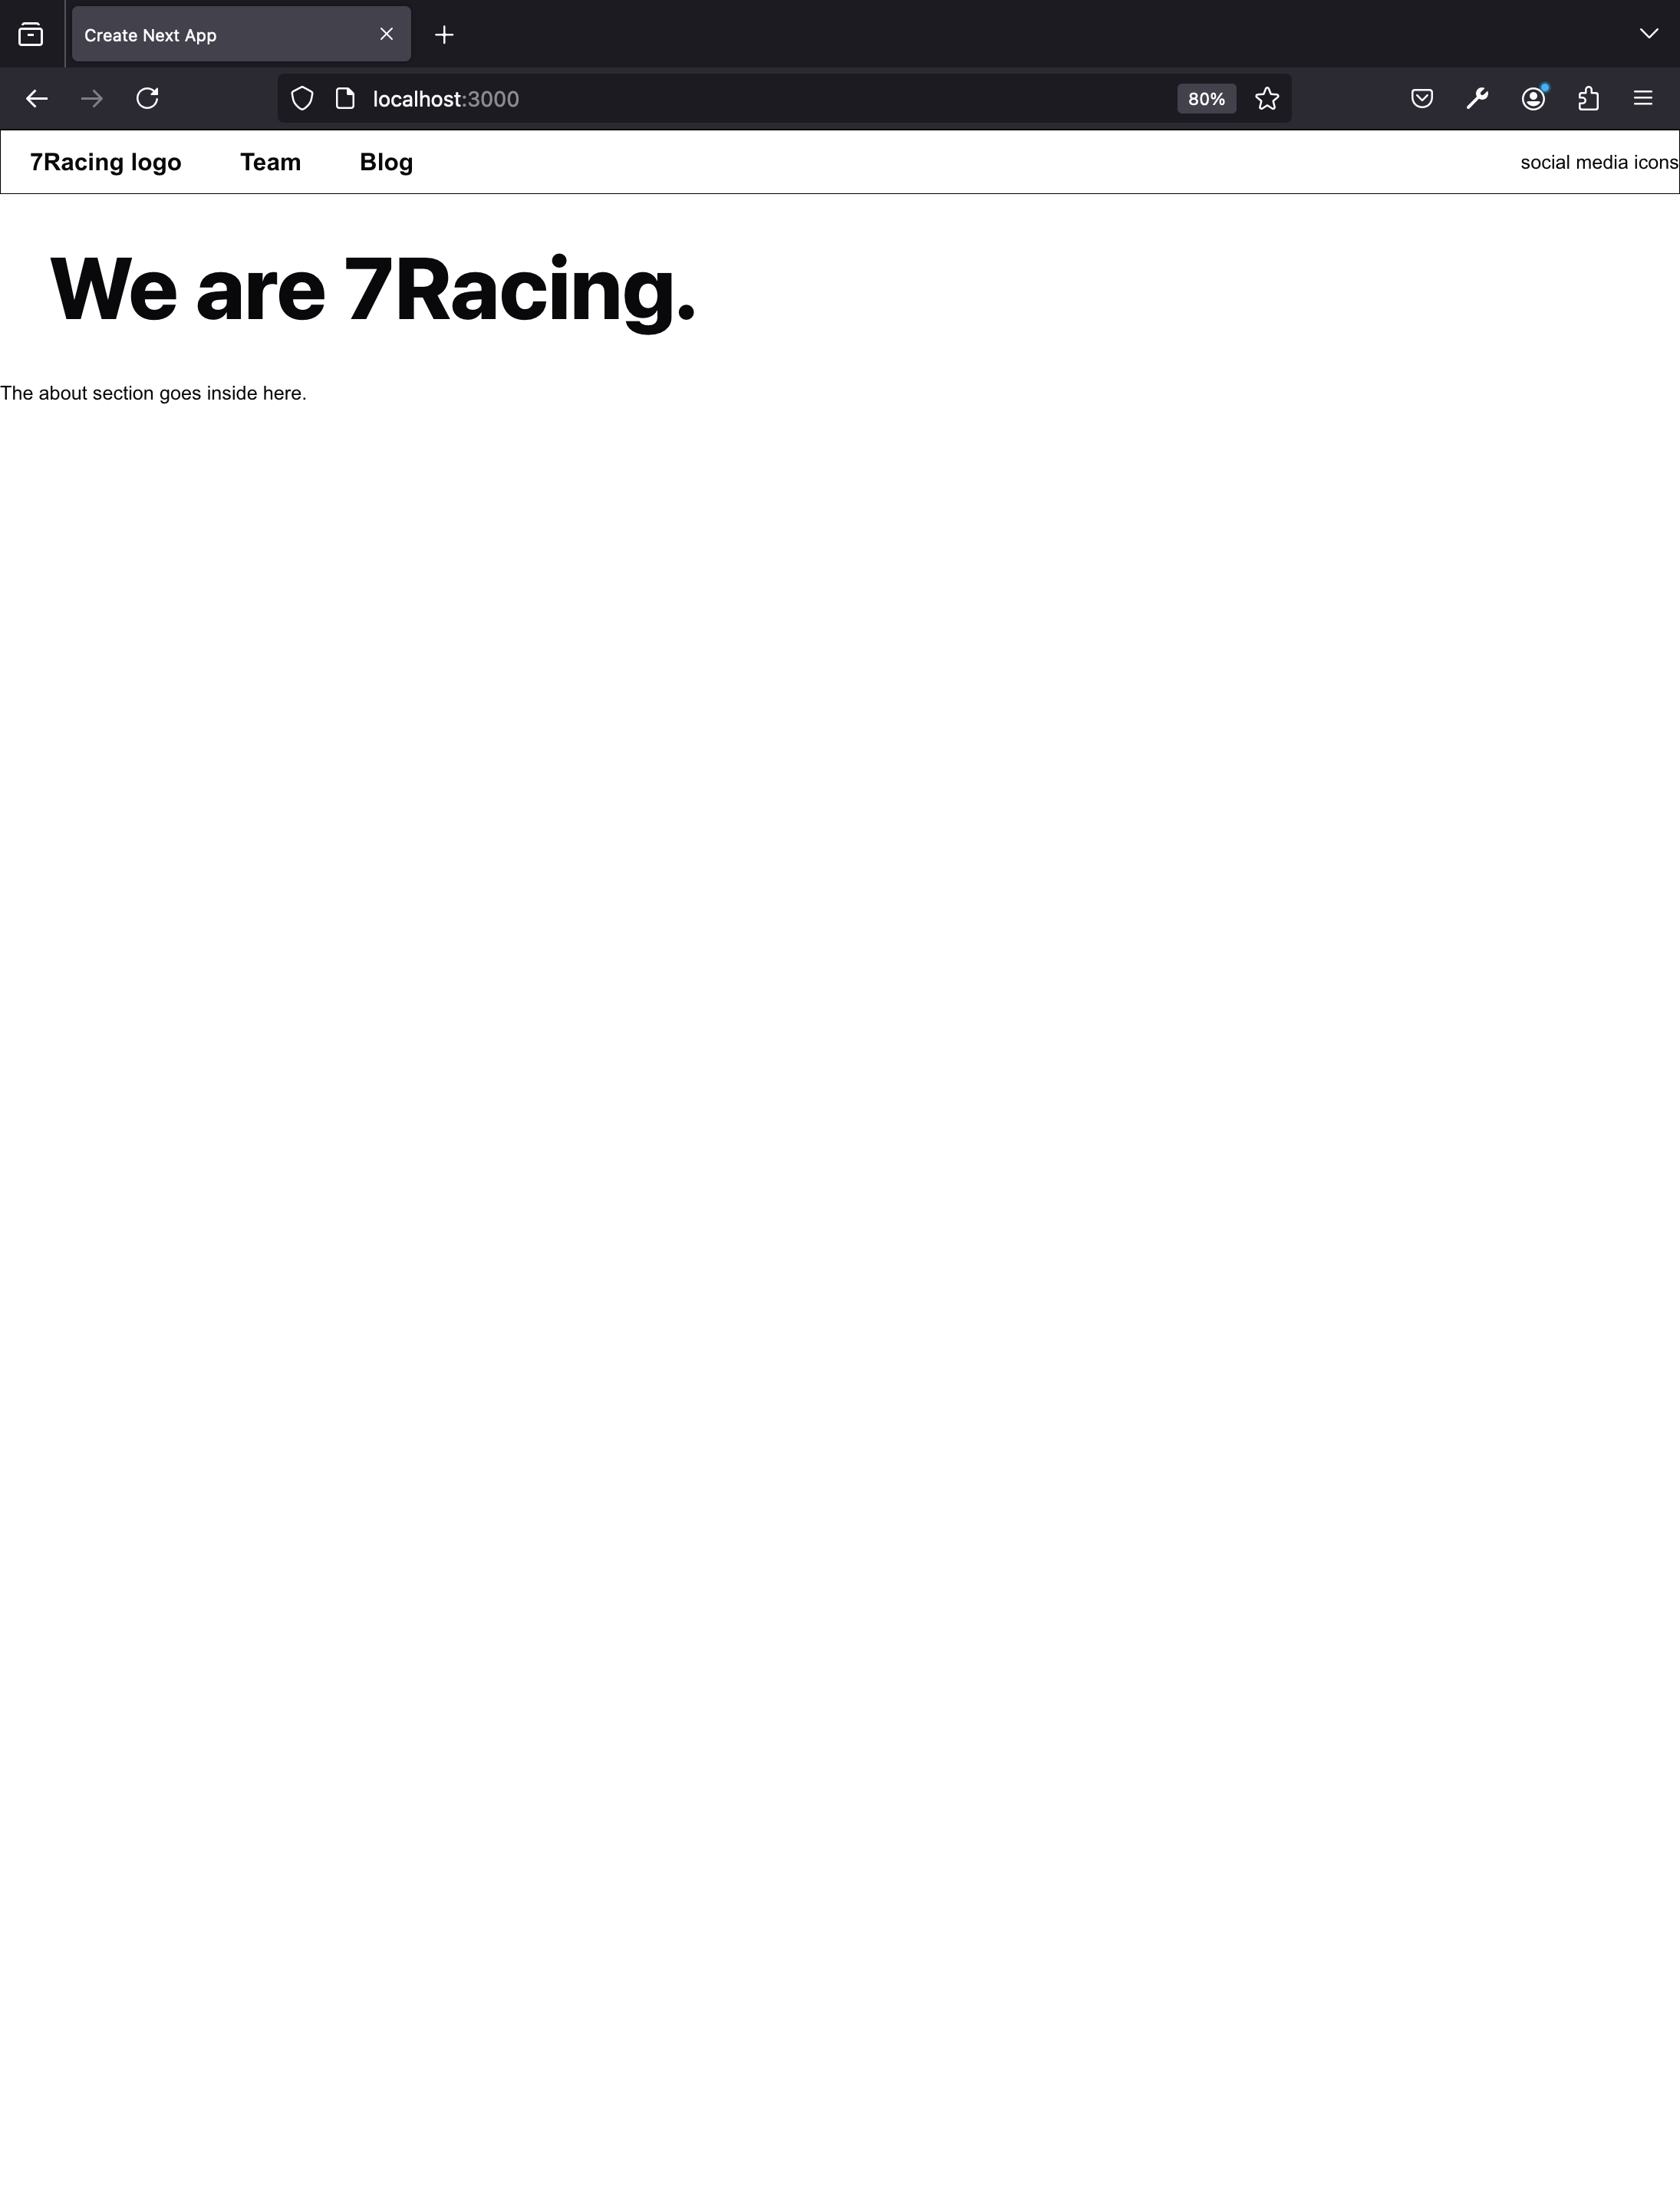 Create Next App
localhost:3000 80%
7Racing logo Team Blog social media icons
We are 7Racing.
The about section goes inside here.